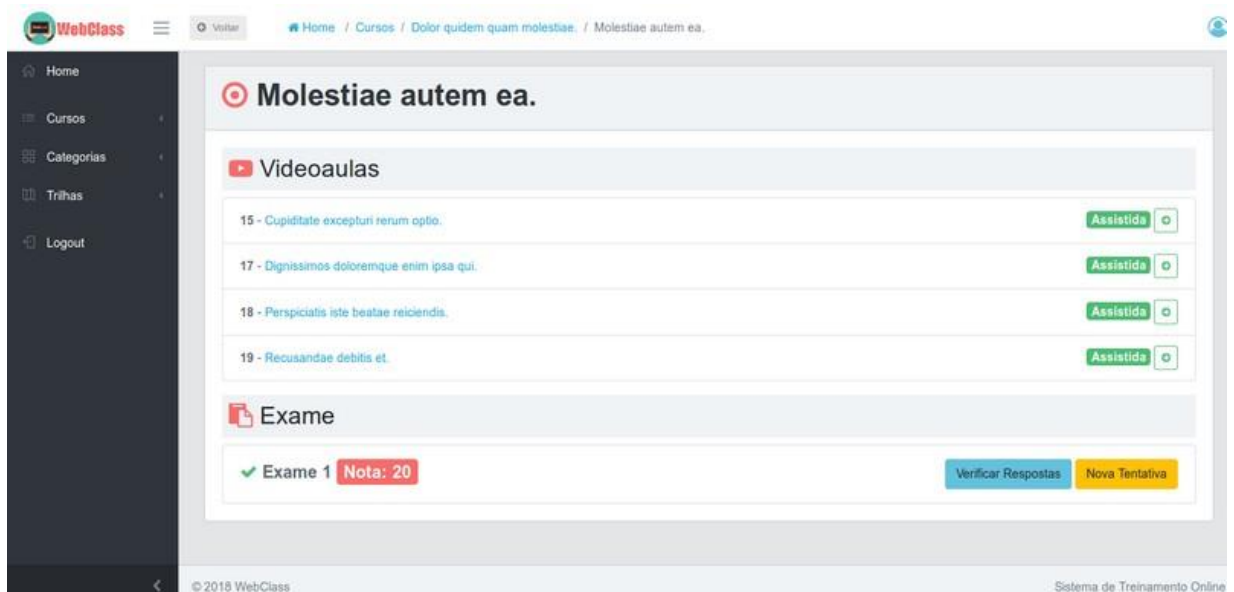 WebClass
Voltar
Home / Cursos / Dolor quidem quam molestiae. / Molestiae autem ea.
Home
Cursos
Categorias
Trilhas
Logout
Molestiae autem ea.
Videoaulas
15 - Cupiditate excepturi rerum optio. Assistida
17 - Dignissimos doloremque enim ipsa qui. Assistida
18 - Perspiciatis iste beatae reiciendis. Assistida
19 - Recusandae debitis et. Assistida
Exame
Exame 1 Nota: 20 Verificar Respostas Nova Tentativa
© 2018 WebClass Sistema de Treinamento Online